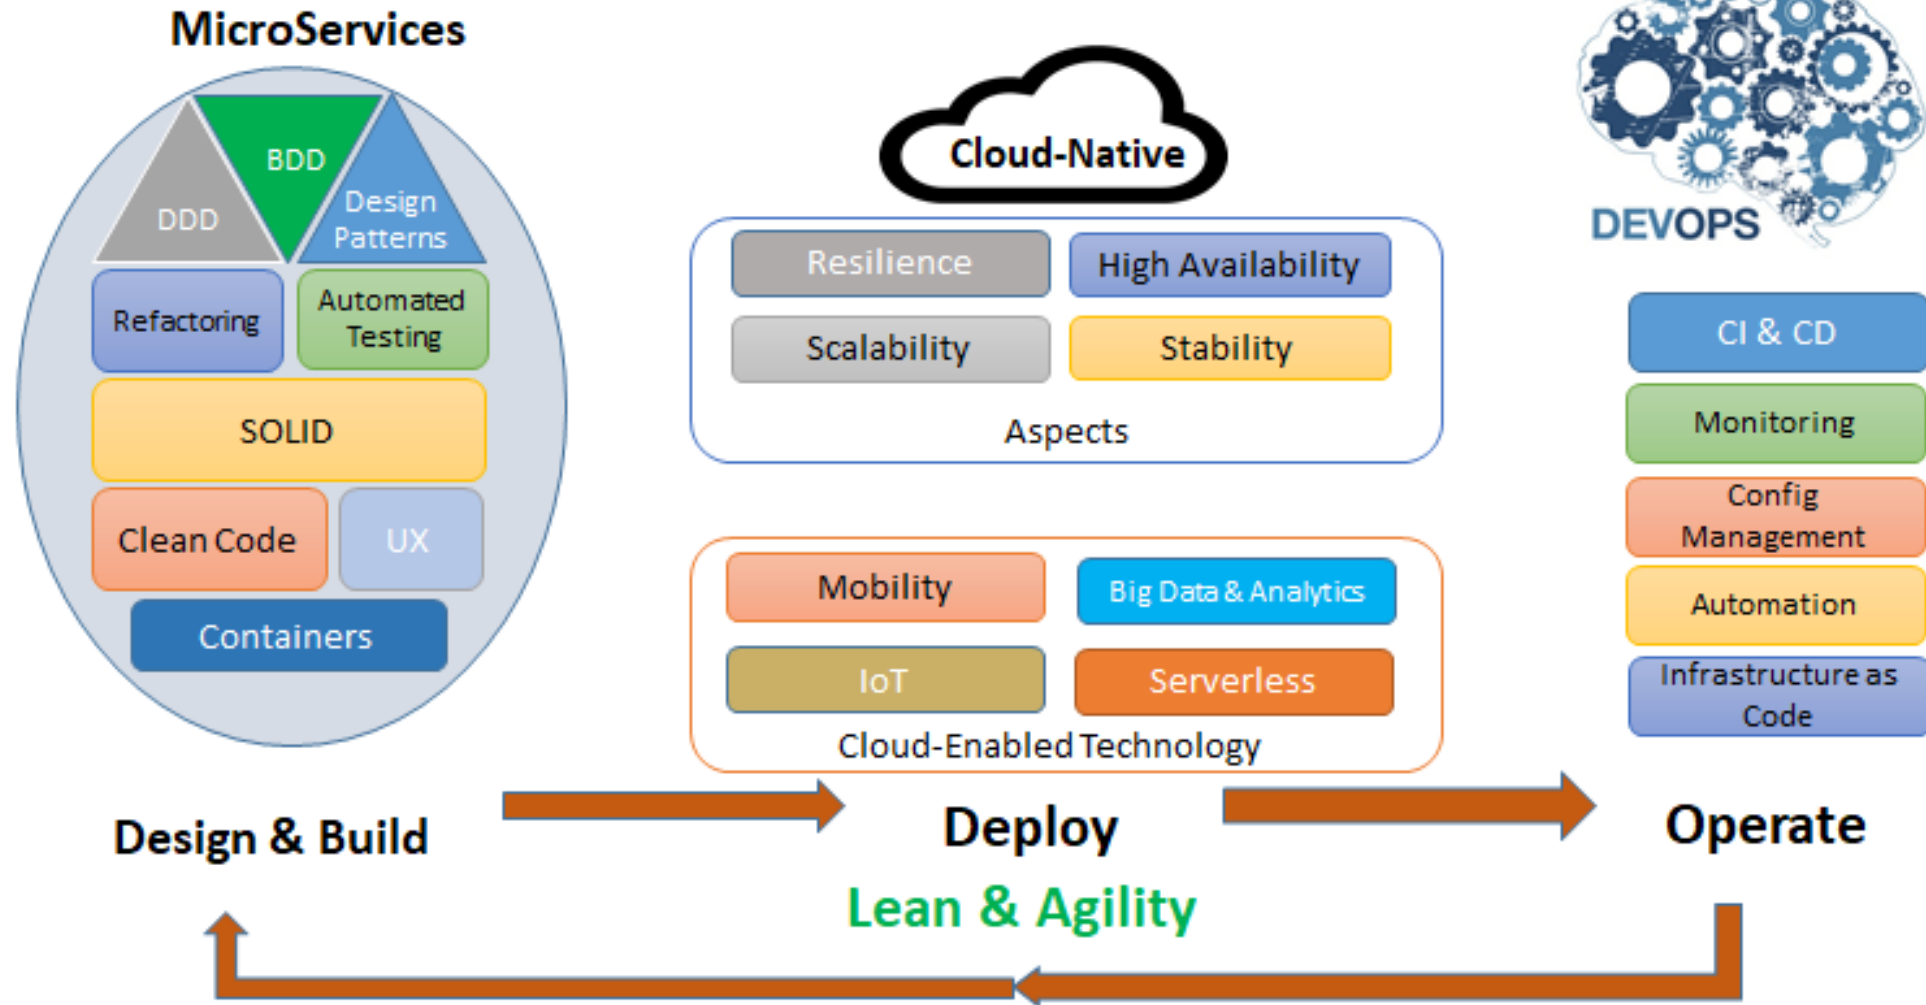 MicroServices
BDD
DDD
Design
Patterns
Refactoring
Automated
Testing
SOLID
Clean Code
UX
Containers
Design & Build
Cloud-Native
Resilience
High Availability
Scalability
Stability
Aspects
Mobility
Big Data & Analytics
IoT
Serverless
Cloud-Enabled Technology
Deploy
Lean & Agility
DEVOPS
CI & CD
Monitoring
Config
Management
Automation
Infrastructure as
Code
Operate